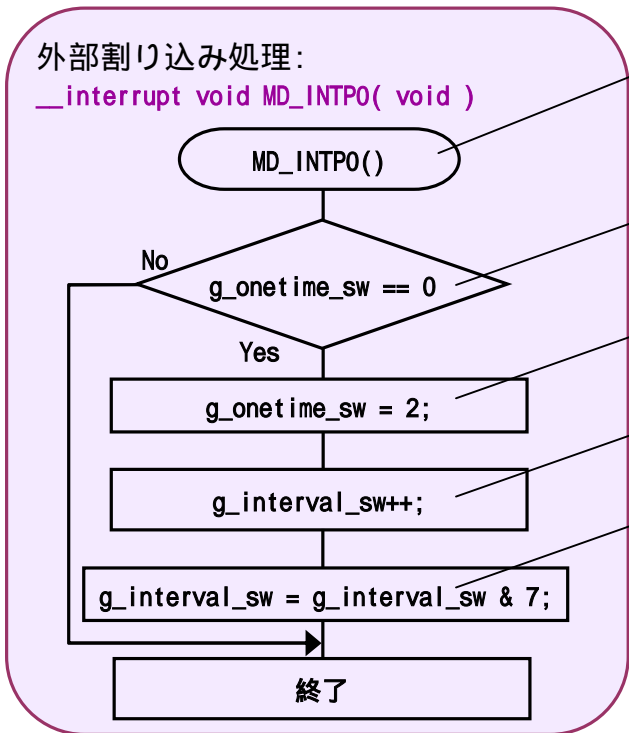 外部割り込み処理:
__interrupt void MD_INTP0( void )
MD_INTP0()
No
g_onetime_sw == 0
Yes
g_onetime_sw = 2;
g_interval_sw++;
g_interval_sw = g_interval_sw & 7;
終了